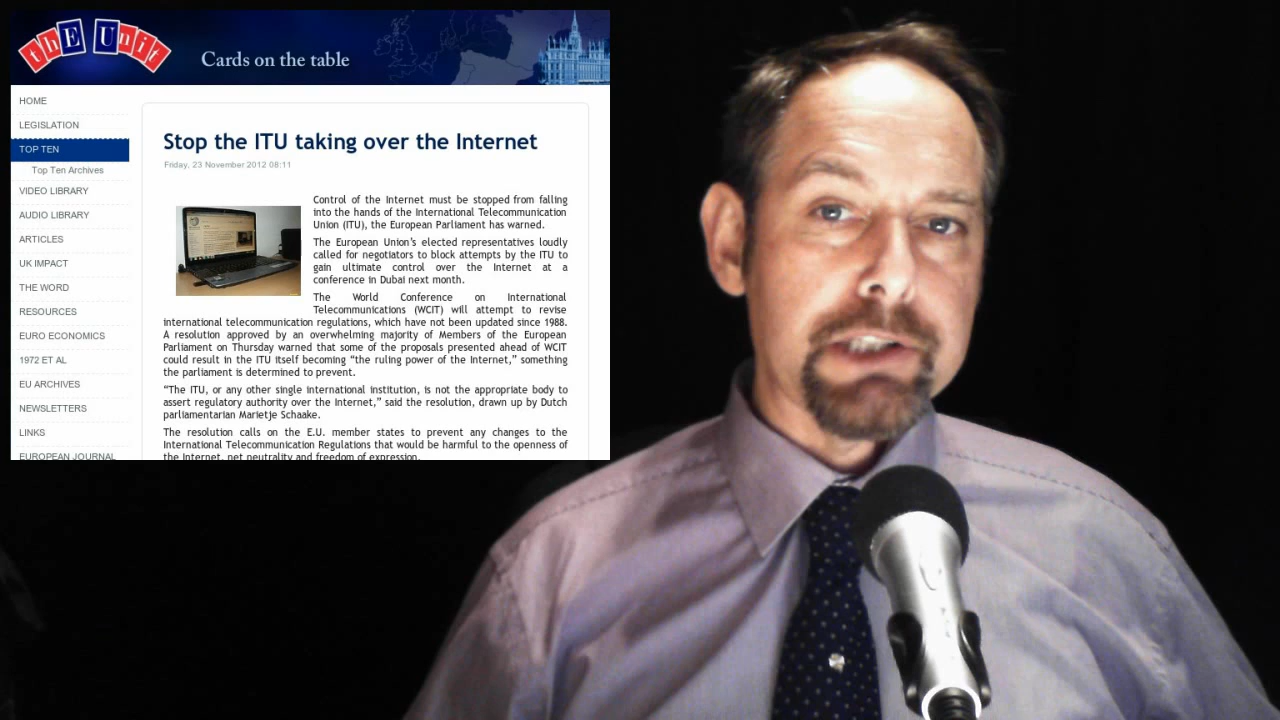 thE Unit
Cards on the table
HOME
LEGISLATION
TOP TEN
Top Ten Archives
VIDEO LIBRARY
AUDIO LIBRARY
ARTICLES
UK IMPACT
THE WORD
RESOURCES
EURO ECONOMICS
1972 ET AL
EU ARCHIVES
NEWSLETTERS
LINKS
EUROPEAN JOURNAL
Stop the ITU taking over the Internet
Friday, 23 November 2012 08:11
Control of the Internet must be stopped from falling
into the hands of the International Telecommunication
Union (ITU), the European Parliament has warned.
The European Union's elected representatives loudly
called for negotiators to block attempts by the ITU to
gain ultimate control over the Internet at a
conference in Dubai next month.
The World Conference on International
Telecommunications (WCIT) will attempt to revise
international telecommunication regulations, which have not been updated since 1988.
A resolution approved by an overwhelming majority of Members of the European
Parliament on Thursday warned that some of the proposals presented ahead of WCIT
could result in the ITU itself becoming “the ruling power of the Internet,” something
the parliament is determined to prevent.
“The ITU, or any other single international institution, is not the appropriate body to
assert regulatory authority over the Internet,” said the resolution, drawn up by Dutch
parliamentarian Marietje Schaake.
The resolution calls on the E.U. member states to prevent any changes to the
International Telecommunication Regulations that would be harmful to the openness of
the Internet, net neutrality and freedom of expression.